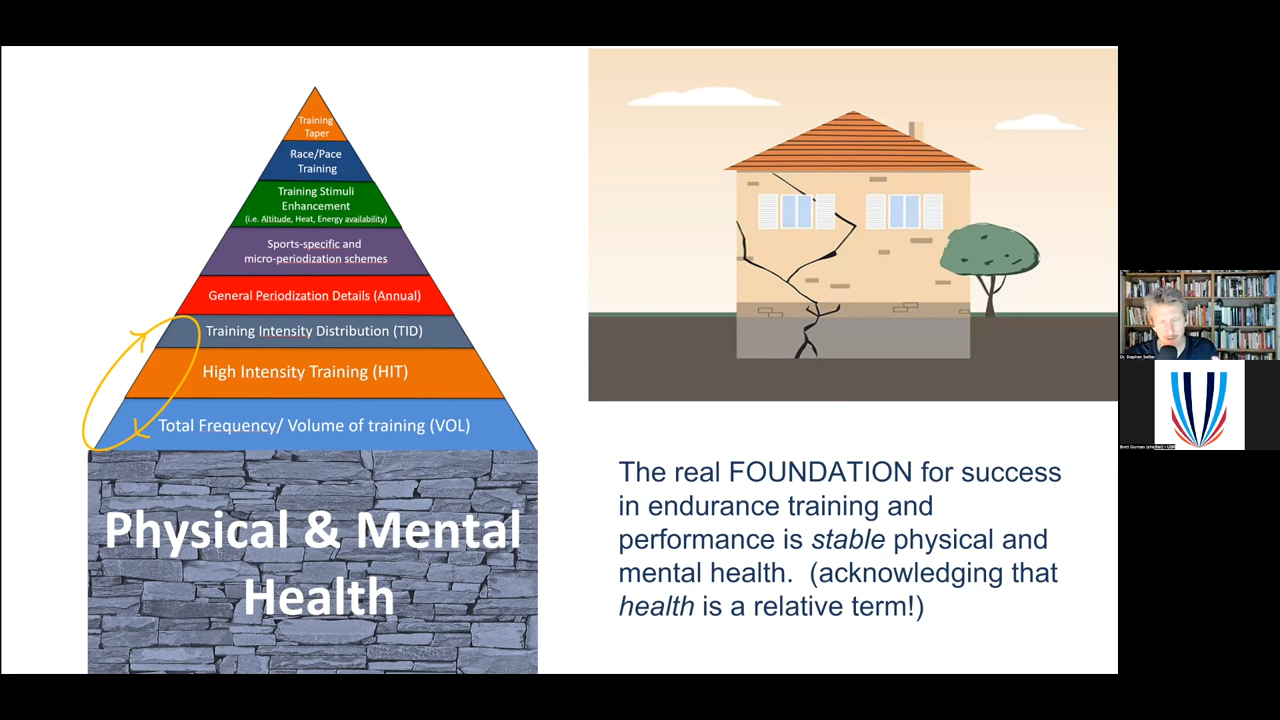 Training
Taper
Race/Pace
Training
Training Stimuli
Enhancement
(i.e. Altitude, Heat, Energy availability)
Sports-specific and
micro-periodization schemes
General Periodization Details (Annual)
Training Intensity Distribution (TID)
High Intensity Training (HIT)
Total Frequency/ Volume of training (VOL)
Physical & Mental
Health
The real FOUNDATION for success
in endurance training and
performance is stable physical and
mental health.  (acknowledging that
health is a relative term!)
Dr. Stephen Seiler
Brett Gorman (she/her) - USR